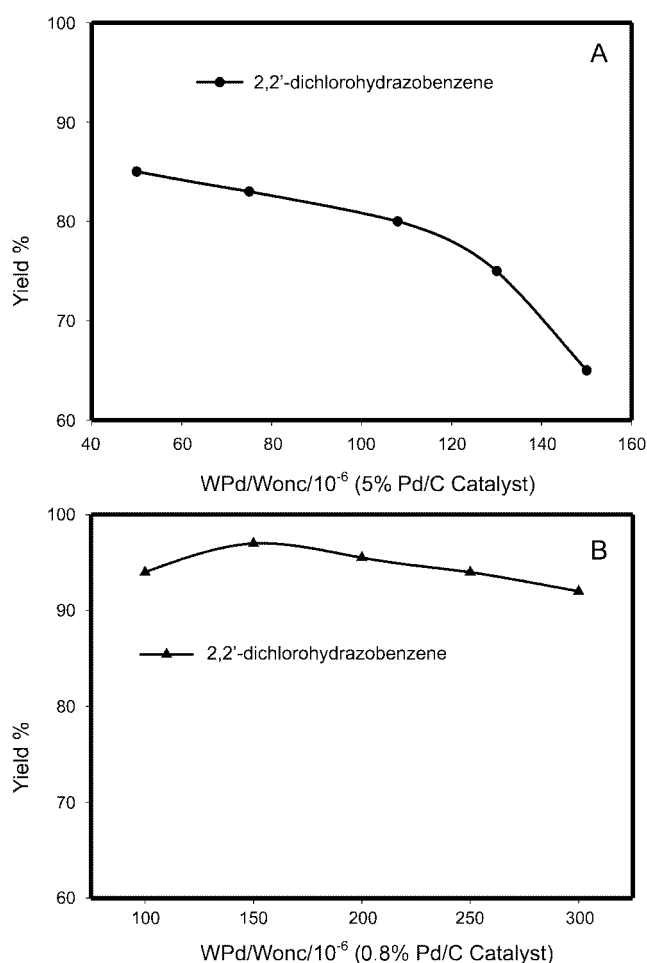 100
A
2,2'-dichlorohydrazobenzene
90
80
70
60
Yield %
40 60 80 100 120 140 160
WPd/Wonc/10⁻⁶ (5% Pd/C Catalyst)
100
B
90
2,2'-dichlorohydrazobenzene
80
70
60
Yield %
100 150 200 250 300
WPd/Wonc/10⁻⁶ (0.8% Pd/C Catalyst)